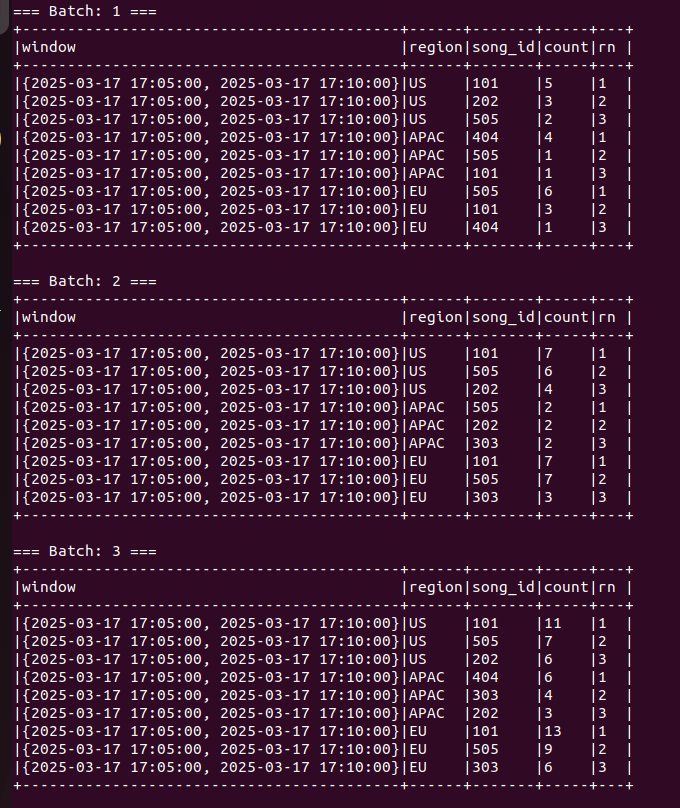 === Batch: 1 ===
+------------------------------------------+------+-------+-----+---+
|window                                    |region|song_id|count|rn |
+------------------------------------------+------+-------+-----+---+
|{2025-03-17 17:05:00, 2025-03-17 17:10:00}|US    |101    |5    |1  |
|{2025-03-17 17:05:00, 2025-03-17 17:10:00}|US    |202    |3    |2  |
|{2025-03-17 17:05:00, 2025-03-17 17:10:00}|US    |505    |2    |3  |
|{2025-03-17 17:05:00, 2025-03-17 17:10:00}|APAC  |404    |4    |1  |
|{2025-03-17 17:05:00, 2025-03-17 17:10:00}|APAC  |505    |1    |2  |
|{2025-03-17 17:05:00, 2025-03-17 17:10:00}|APAC  |101    |1    |3  |
|{2025-03-17 17:05:00, 2025-03-17 17:10:00}|EU    |505    |6    |1  |
|{2025-03-17 17:05:00, 2025-03-17 17:10:00}|EU    |101    |3    |2  |
|{2025-03-17 17:05:00, 2025-03-17 17:10:00}|EU    |404    |1    |3  |
+------------------------------------------+------+-------+-----+---+

=== Batch: 2 ===
+------------------------------------------+------+-------+-----+---+
|window                                    |region|song_id|count|rn |
+------------------------------------------+------+-------+-----+---+
|{2025-03-17 17:05:00, 2025-03-17 17:10:00}|US    |101    |7    |1  |
|{2025-03-17 17:05:00, 2025-03-17 17:10:00}|US    |505    |6    |2  |
|{2025-03-17 17:05:00, 2025-03-17 17:10:00}|US    |202    |4    |3  |
|{2025-03-17 17:05:00, 2025-03-17 17:10:00}|APAC  |505    |2    |1  |
|{2025-03-17 17:05:00, 2025-03-17 17:10:00}|APAC  |202    |2    |2  |
|{2025-03-17 17:05:00, 2025-03-17 17:10:00}|APAC  |303    |2    |3  |
|{2025-03-17 17:05:00, 2025-03-17 17:10:00}|EU    |101    |7    |1  |
|{2025-03-17 17:05:00, 2025-03-17 17:10:00}|EU    |505    |7    |2  |
|{2025-03-17 17:05:00, 2025-03-17 17:10:00}|EU    |303    |3    |3  |
+------------------------------------------+------+-------+-----+---+

=== Batch: 3 ===
+------------------------------------------+------+-------+-----+---+
|window                                    |region|song_id|count|rn |
+------------------------------------------+------+-------+-----+---+
|{2025-03-17 17:05:00, 2025-03-17 17:10:00}|US    |101    |11   |1  |
|{2025-03-17 17:05:00, 2025-03-17 17:10:00}|US    |505    |7    |2  |
|{2025-03-17 17:05:00, 2025-03-17 17:10:00}|US    |202    |6    |3  |
|{2025-03-17 17:05:00, 2025-03-17 17:10:00}|APAC  |404    |6    |1  |
|{2025-03-17 17:05:00, 2025-03-17 17:10:00}|APAC  |303    |4    |2  |
|{2025-03-17 17:05:00, 2025-03-17 17:10:00}|APAC  |202    |3    |3  |
|{2025-03-17 17:05:00, 2025-03-17 17:10:00}|EU    |101    |13   |1  |
|{2025-03-17 17:05:00, 2025-03-17 17:10:00}|EU    |505    |9    |2  |
|{2025-03-17 17:05:00, 2025-03-17 17:10:00}|EU    |303    |6    |3  |
+------------------------------------------+------+-------+-----+---+